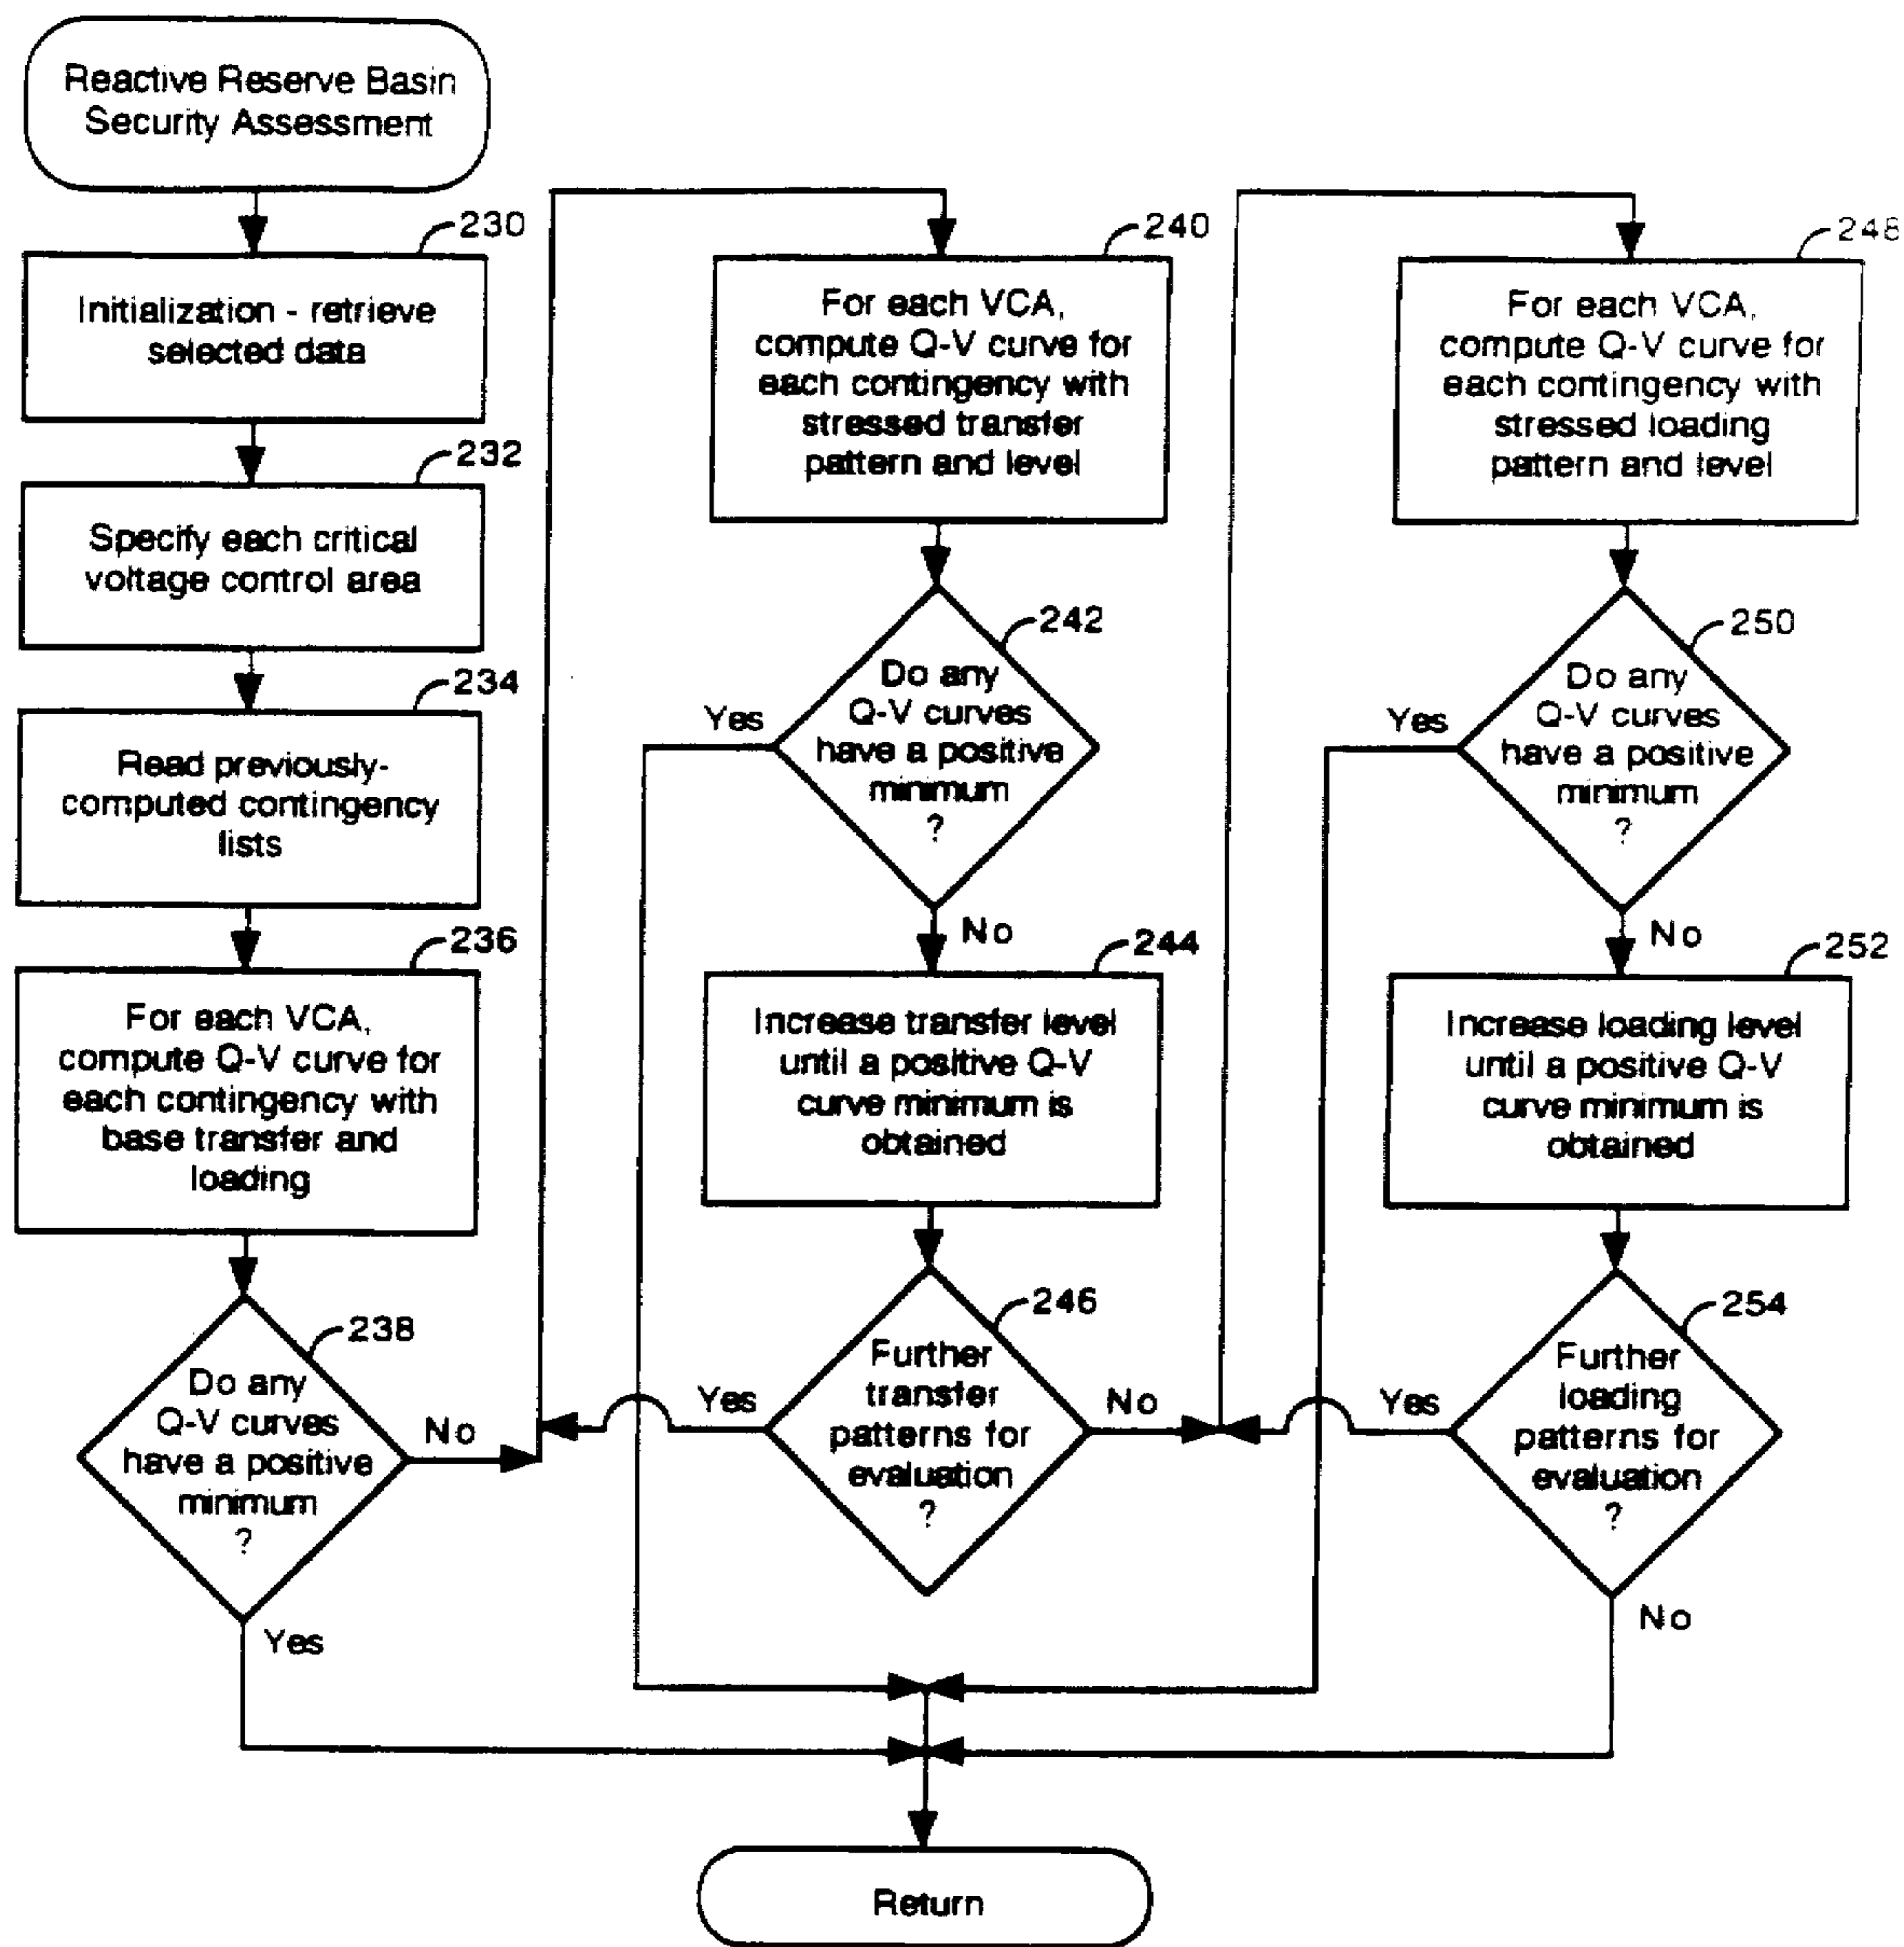 Reactive Reserve Basin
Security Assessment
230
Initialization - retrieve
selected data
232
Specify each critical
voltage control area
234
Read previously-
computed contingency
lists
236
For each VCA,
compute Q-V curve for
each contingency with
base transfer and
loading
238
Do any
Q-V curves
have a positive
minimum
?
No
Yes
240
For each VCA,
compute Q-V curve for
each contingency with
stressed transfer
pattern and level
242
Do any
Q-V curves
have a positive
minimum
?
Yes
No
244
Increase transfer level
until a positive Q-V
curve minimum is
obtained
246
Further
transfer
patterns for
evaluation
?
Yes
No
248
For each VCA,
compute Q-V curve for
each contingency with
stressed loading
pattern and level
250
Do any
Q-V curves
have a positive
minimum
?
Yes
No
252
Increase loading level
until a positive Q-V
curve minimum is
obtained
254
Further
loading
patterns for
evaluation
?
Yes
No
Return